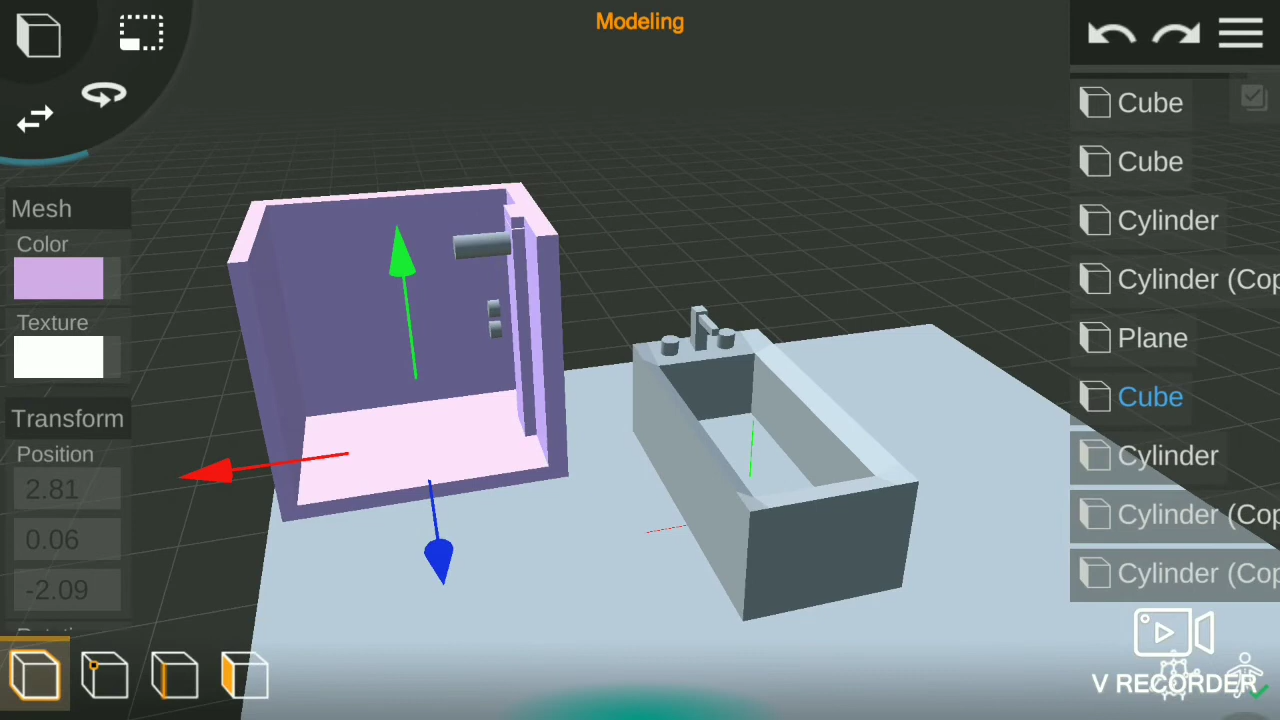 Modeling
Mesh
Color
Texture
Transform
Position
2.81
0.06
-2.09
Cube
Cube
Cylinder
Cylinder (Cop
Plane
Cube
Cylinder
Cylinder (Cop
Cylinder (Cop
V RECORDER